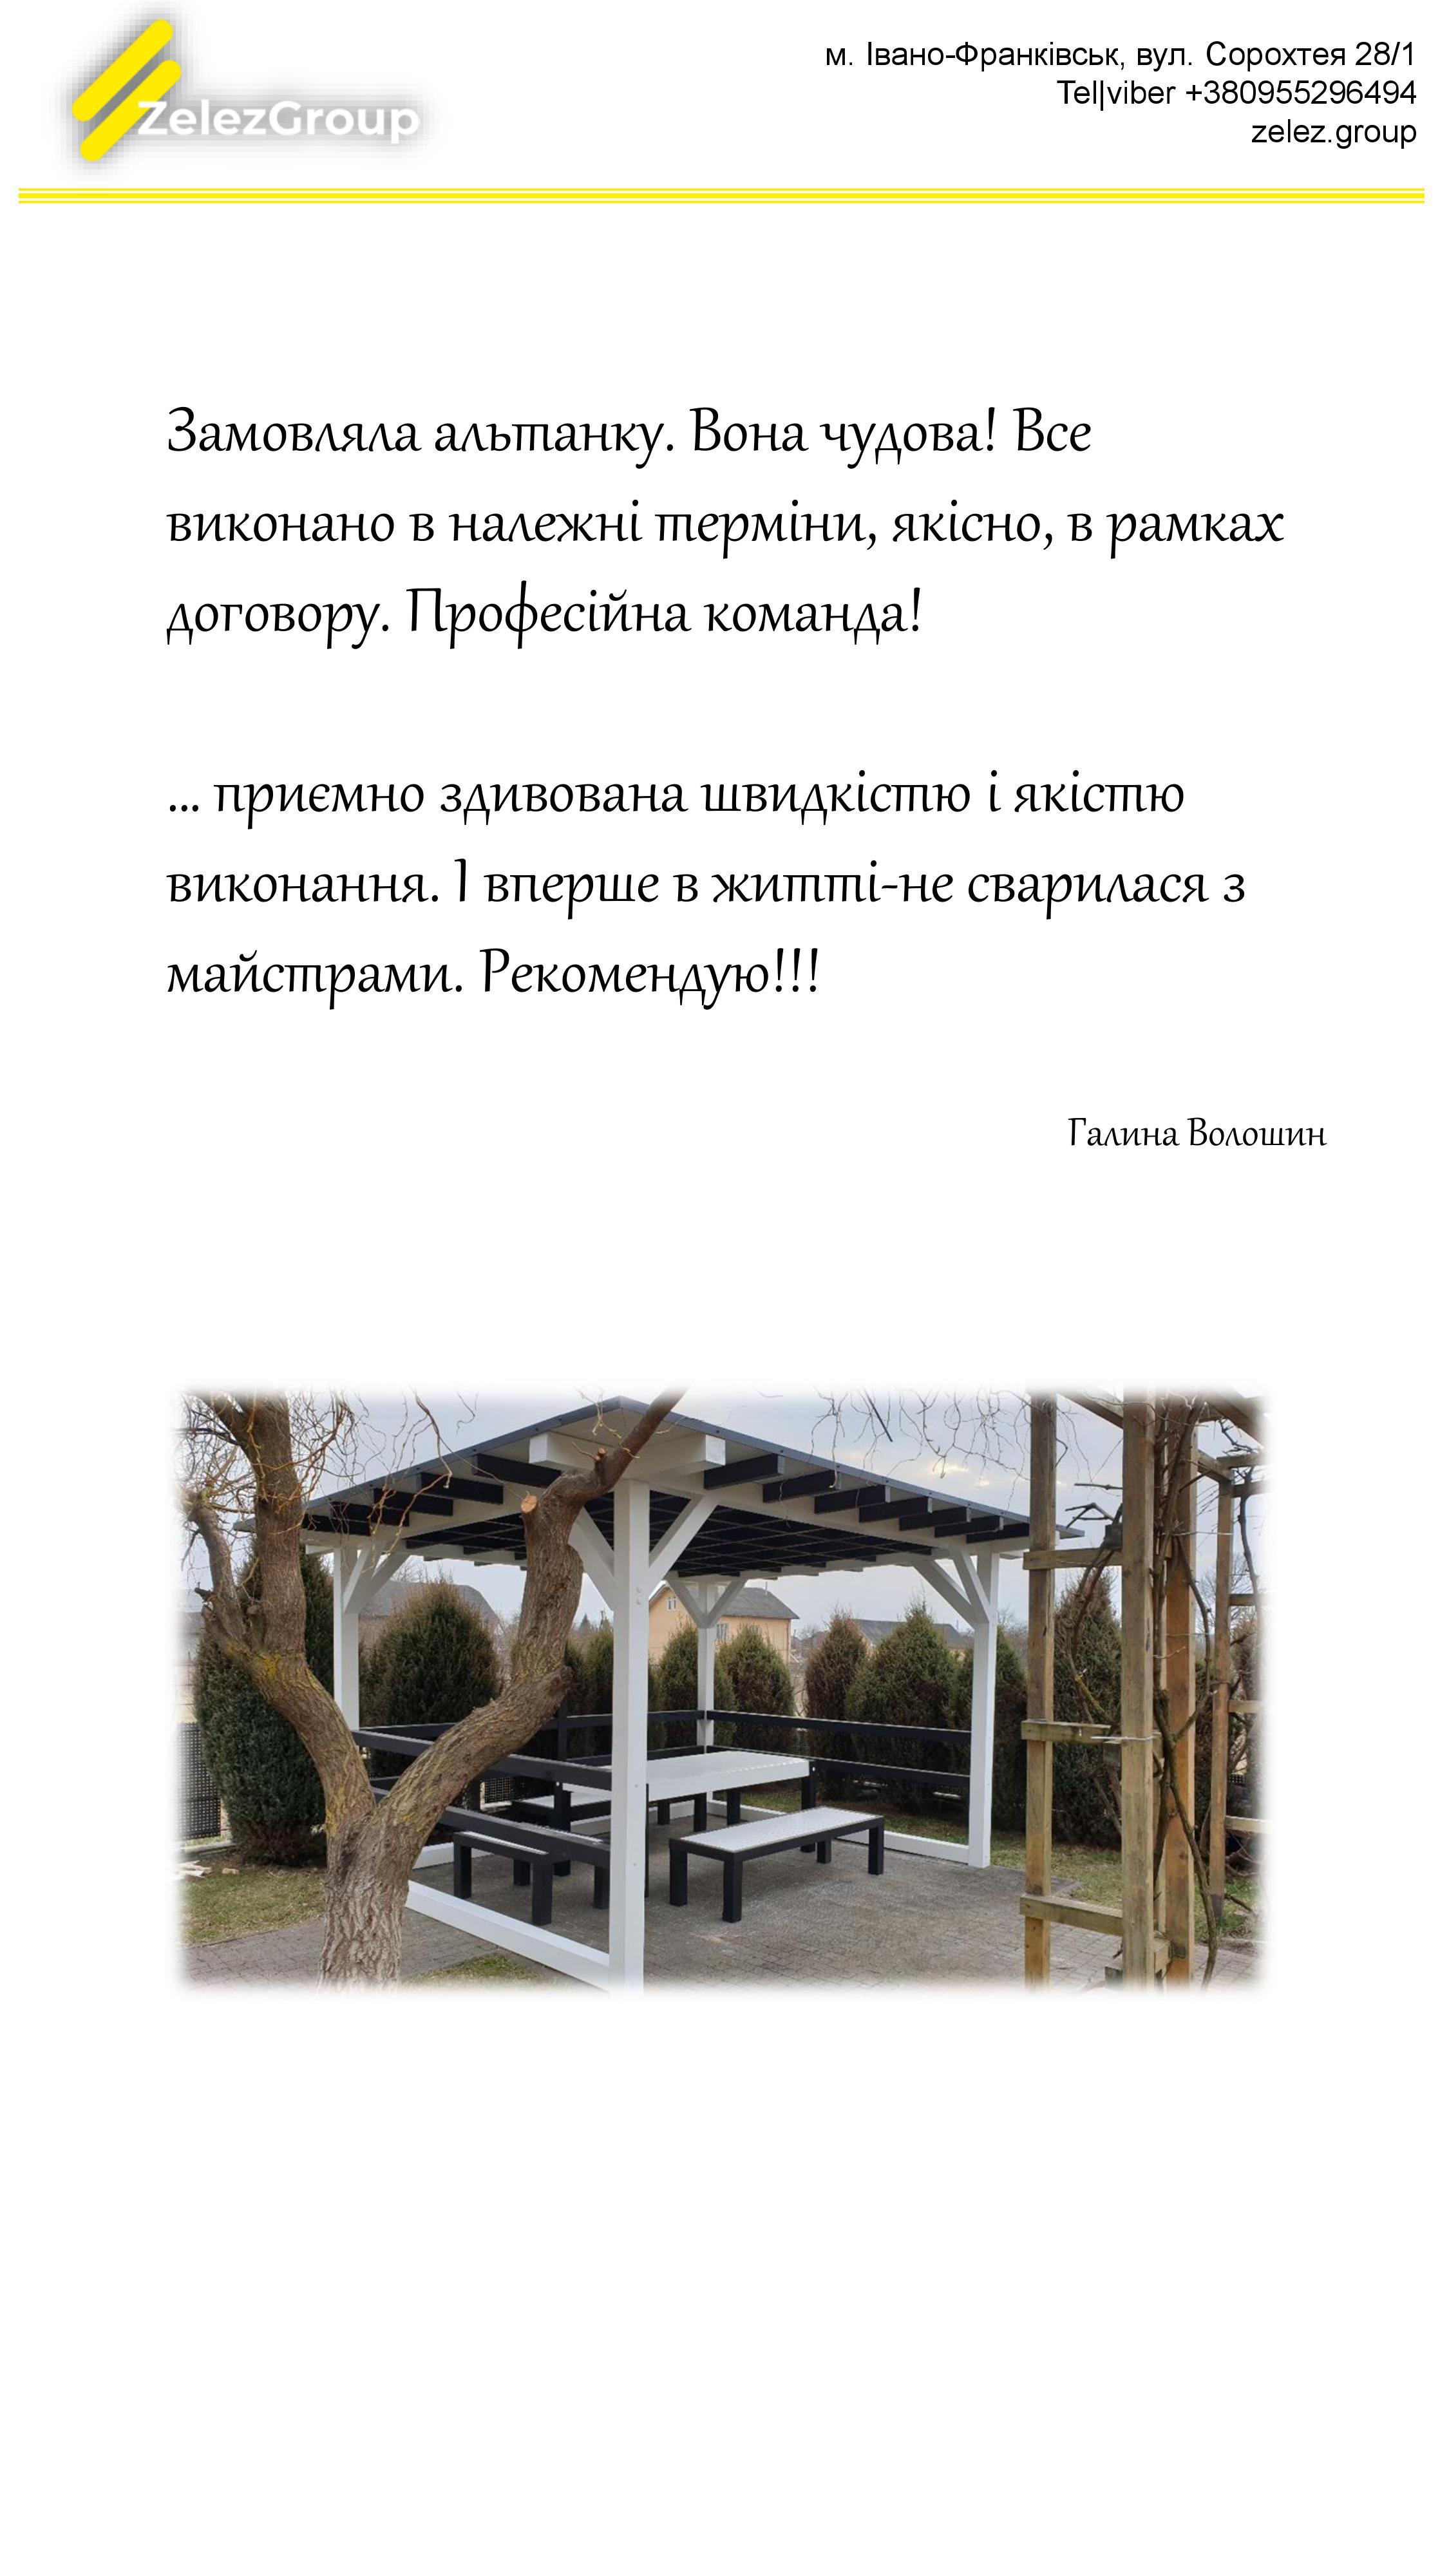 ZelezGroup
м. Івано-Франківськ, вул. Сорохтея 28/1
Tel|viber +380955296494
zelez.group
Замовляла альтанку. Вона чудова! Все
виконано в належні терміни, якісно, в рамках
договору. Професійна команда!
... приємно здивована швидкістю і якістю
виконання. І вперше в житті-не сварилася з
майстрами. Рекомендую!!!
Галина Волошин